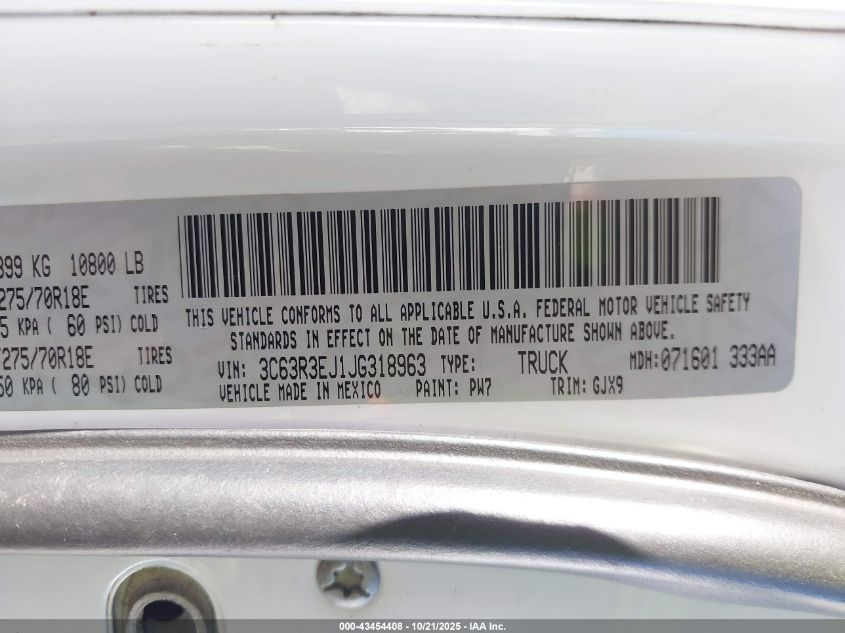 899 KG 10800 LB
275/70R18E TIRES
5 KPA ( 60 PSI) COLD
275/70R18E TIRES
50 KPA ( 80 PSI) COLD
THIS VEHICLE CONFORMS TO ALL APPLICABLE U.S.A. FEDERAL MOTOR VEHICLE SAFETY
STANDARDS IN EFFECT ON THE DATE OF MANUFACTURE SHOWN ABOVE.
VIN: 3C63R3EJ1JG318963 TYPE: TRUCK MDH:071601 333AA
VEHICLE MADE IN MEXICO PAINT: PW7 TRIM: GJX9
000-43454408 - 10/21/2025 - IAA Inc.